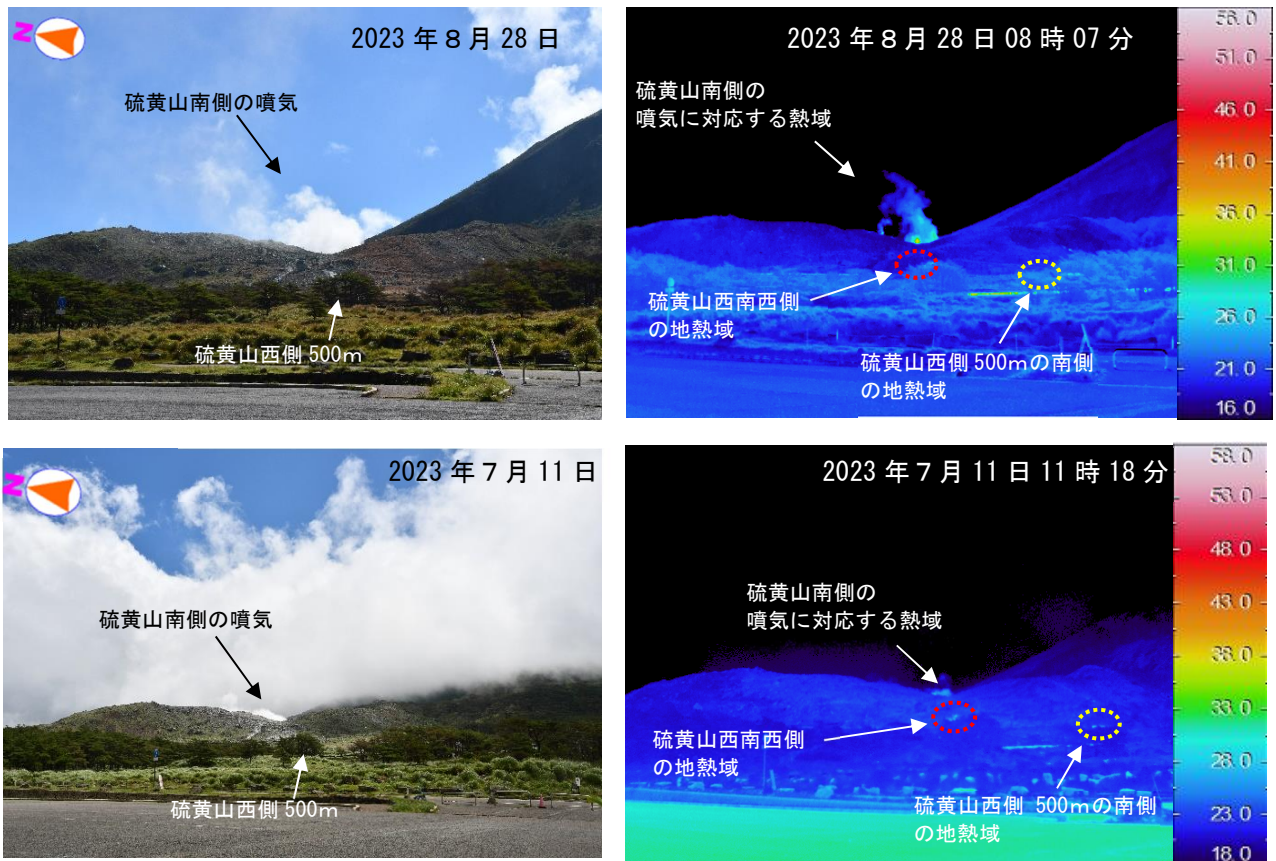 N
2023年8月28日
硫黄山南側の噴気
硫黄山西側500m
2023年8月28日08時07分
硫黄山南側の
噴気に対応する熱域
硫黄山西南西側
の地熱域
硫黄山西側500mの南側
の地熱域
56.0
51.0
46.0
41.0
36.0
31.0
26.0
21.0
16.0
N
2023年7月11日
硫黄山南側の噴気
硫黄山西側500m
2023年7月11日11時18分
硫黄山南側の
噴気に対応する熱域
硫黄山西南西側
の地熱域
硫黄山西側 500mの南側
の地熱域
58.0
53.0
48.0
43.0
38.0
33.0
28.0
23.0
18.0